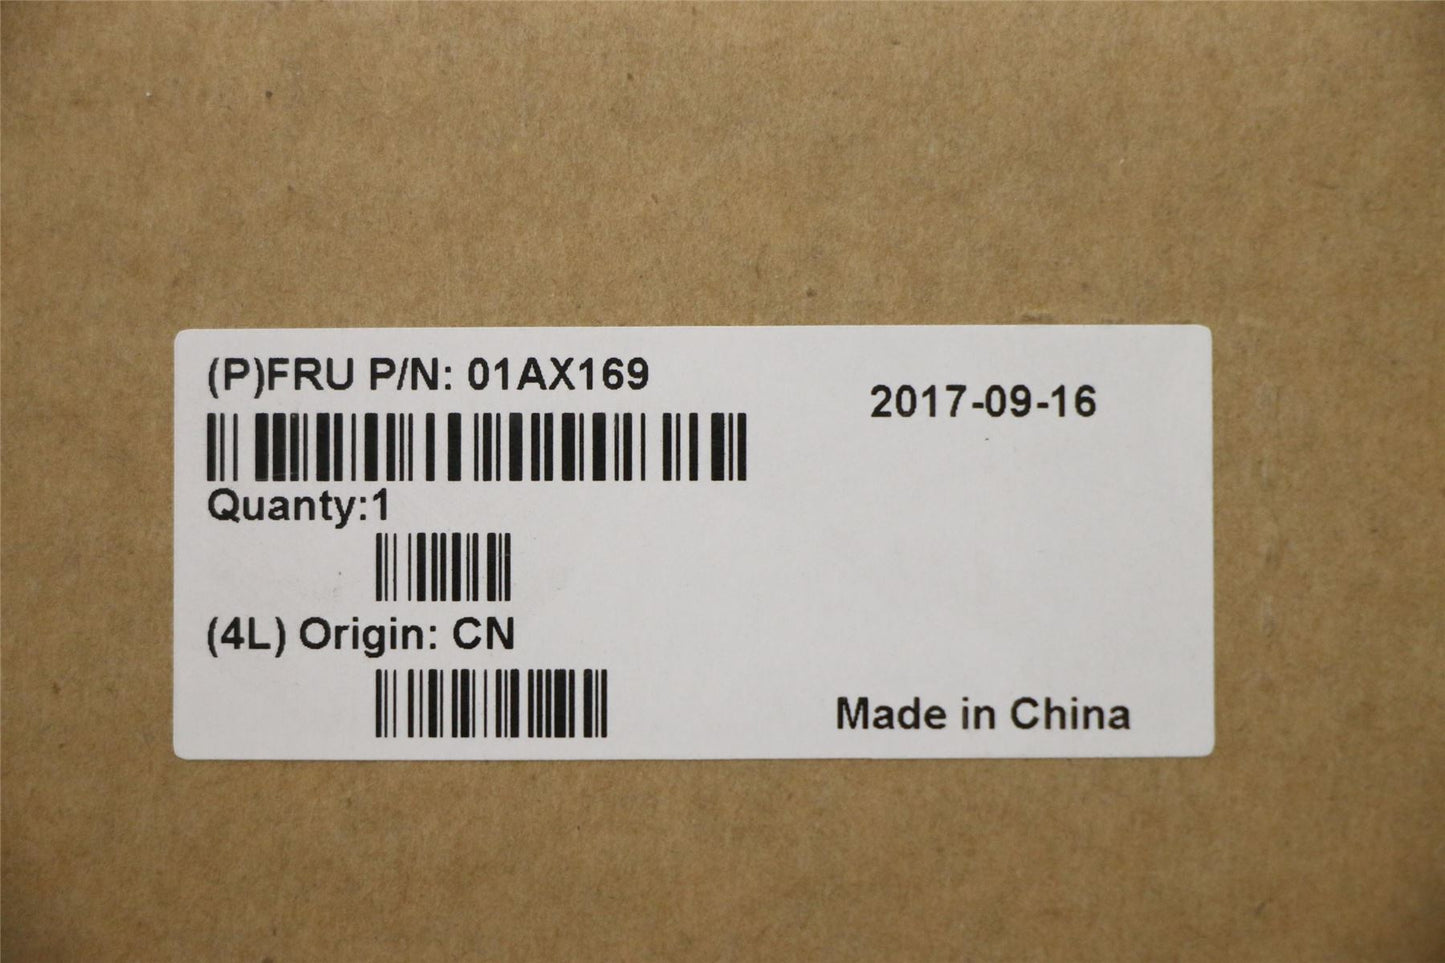 (P)FRU P/N: 01AX169
2017-09-16
Quanty:1
(4L) Origin: CN
Made in China